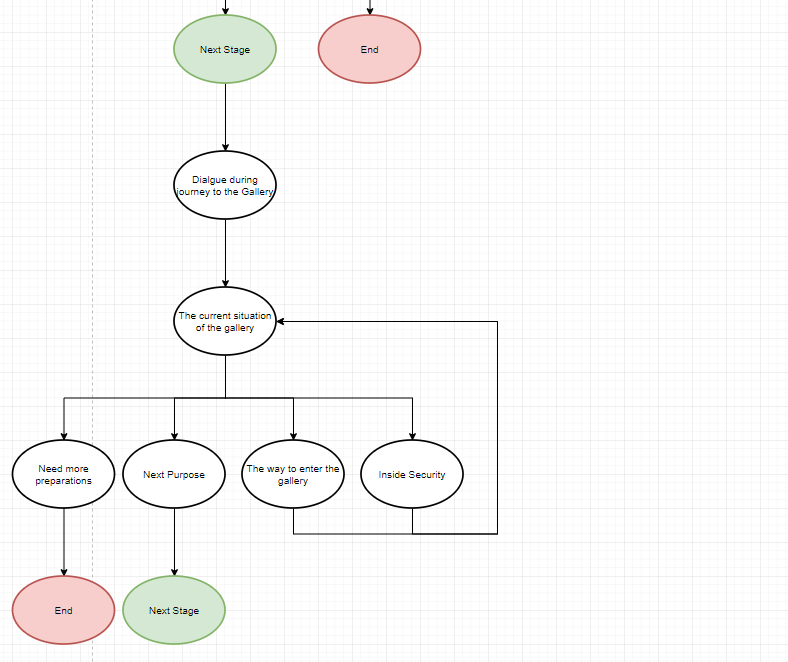 Next Stage
End
Dialgue during
journey to the Gallery
The current situation
of the gallery
Need more
preparations
Next Purpose
The way to enter the
gallery
Inside Security
End
Next Stage